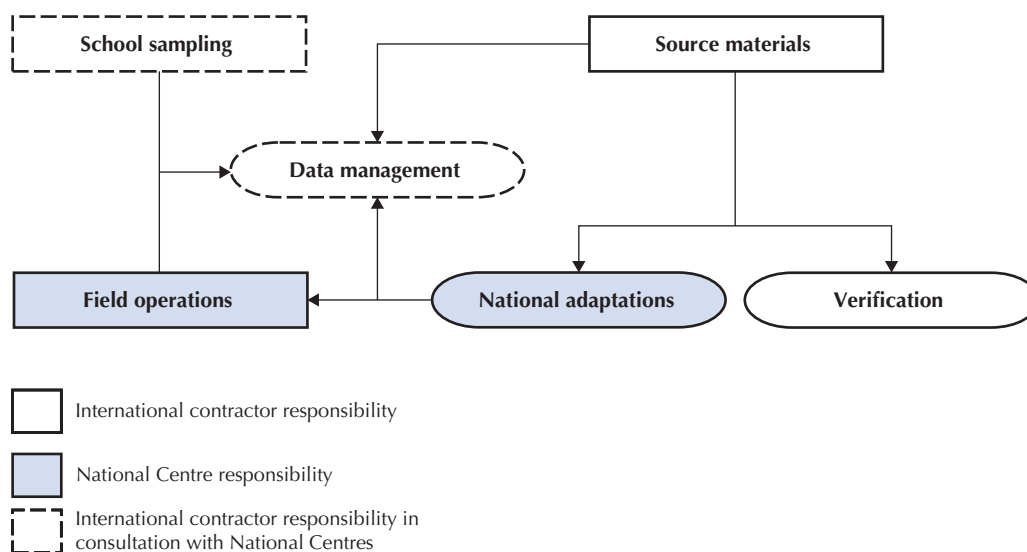 School sampling
Source materials
Data management
Field operations
National adaptations
Verification
International contractor responsibility
National Centre responsibility
International contractor responsibility in
consultation with National Centres